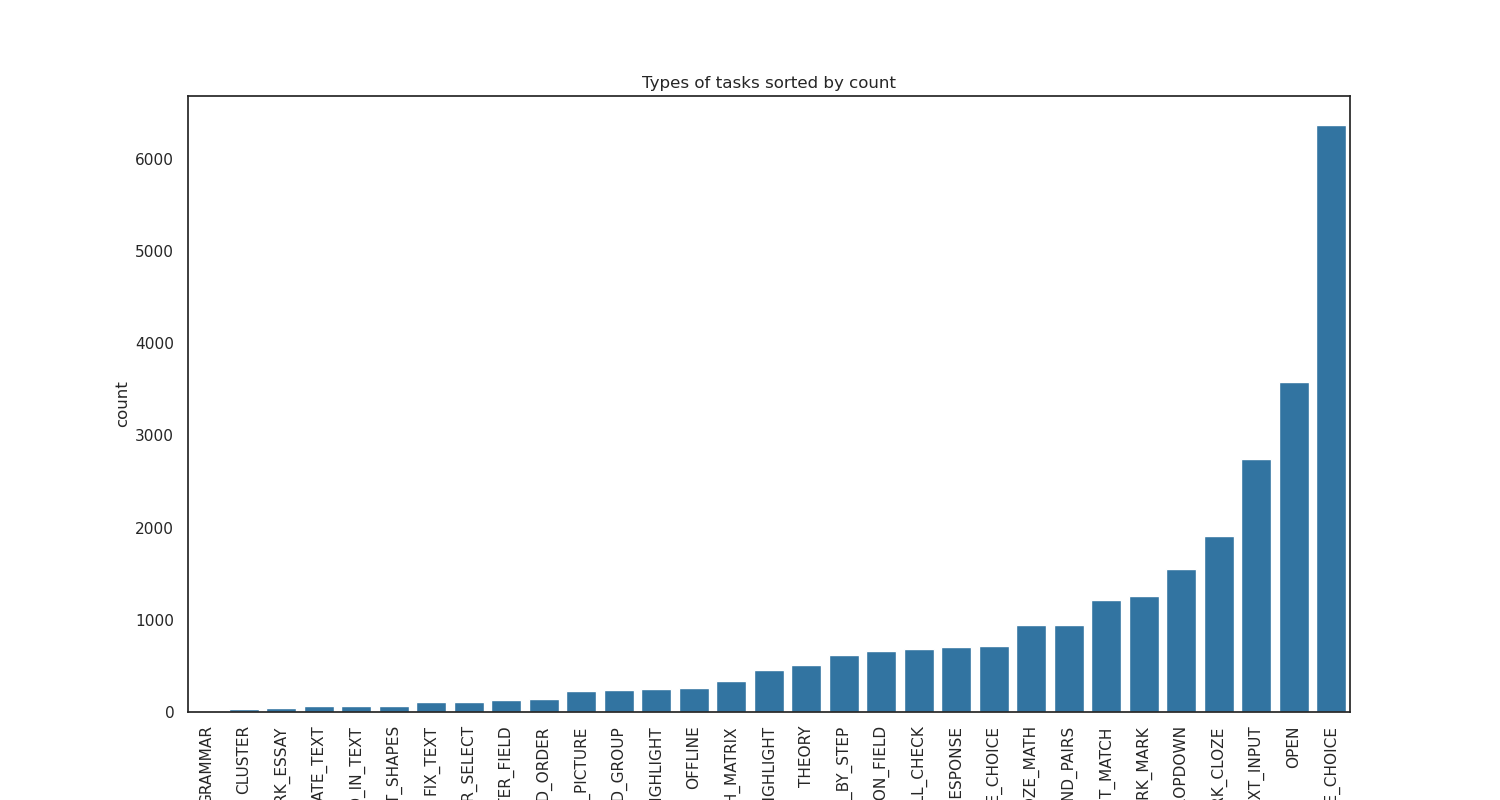 Types of tasks sorted by count
count
6000
5000
4000
3000
2000
1000
0
GRAMMAR
CLUSTER
RK_ESSAY
ATE_TEXT
_IN_TEXT
T_SHAPES
FIX_TEXT
R_SELECT
TER_FIELD
D_ORDER
_PICTURE
D_GROUP
IGHLIGHT
OFFLINE
H_MATRIX
IGHLIGHT
THEORY
_BY_STEP
ON_FIELD
LL_CHECK
ESPONSE
E_CHOICE
OZE_MATH
ND_PAIRS
T_MATCH
RK_MARK
OPDOWN
RK_CLOZE
XT_INPUT
OPEN
E_CHOICE